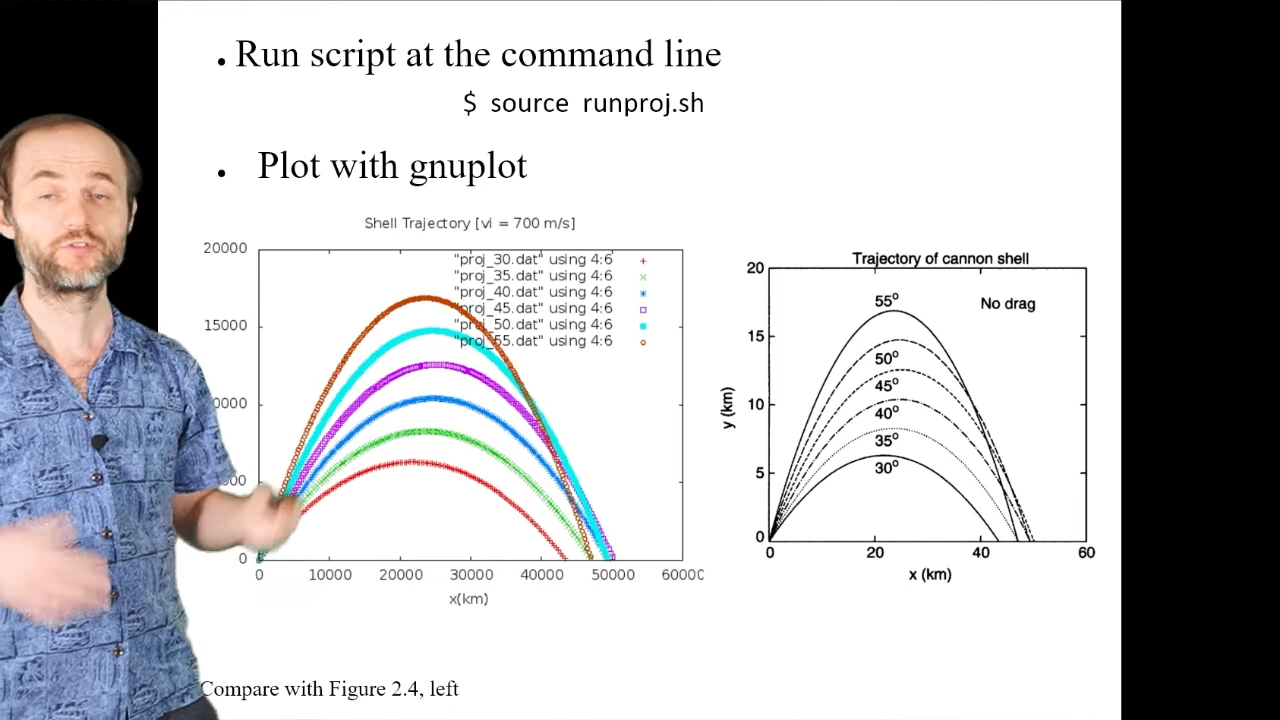 • Run script at the command line
$ source runproj.sh
• Plot with gnuplot
Shell Trajectory [vi = 700 m/s]
20000
15000
0000
000
0
"proj_30.dat" using 4:6
"proj_35.dat" using 4:6
"proj_40.dat" using 4:6
"proj_45.dat" using 4:6
"proj_50.dat" using 4:6
"proj_55.dat" using 4:6
0 10000 20000 30000 40000 50000 60000
x(km)
Trajectory of cannon shell
No drag
y (km)
20
15
10
5
0
55°
50°
45°
40°
35°
30°
0 20 40 60
x (km)
Compare with Figure 2.4, left